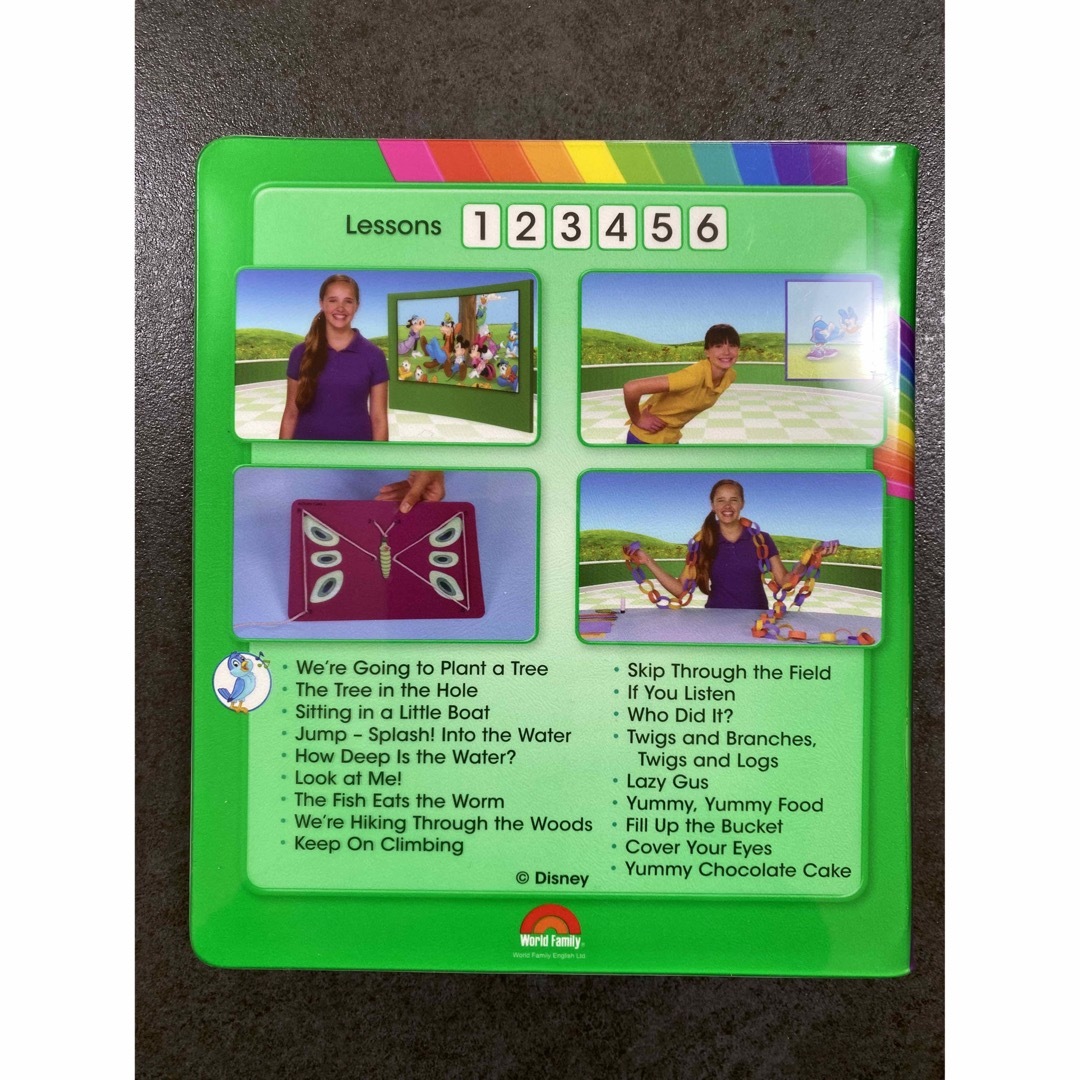 Lessons 1 2 3 4 5 6
• We're Going to Plant a Tree
• The Tree in the Hole
• Sitting in a Little Boat
• Jump – Splash! Into the Water
• How Deep Is the Water?
• Look at Me!
• The Fish Eats the Worm
• We're Hiking Through the Woods
• Keep On Climbing
• Skip Through the Field
• If You Listen
• Who Did It?
• Twigs and Branches,
Twigs and Logs
• Lazy Gus
• Yummy, Yummy Food
• Fill Up the Bucket
• Cover Your Eyes
• Yummy Chocolate Cake
© Disney
World Family®
World Family English Ltd.